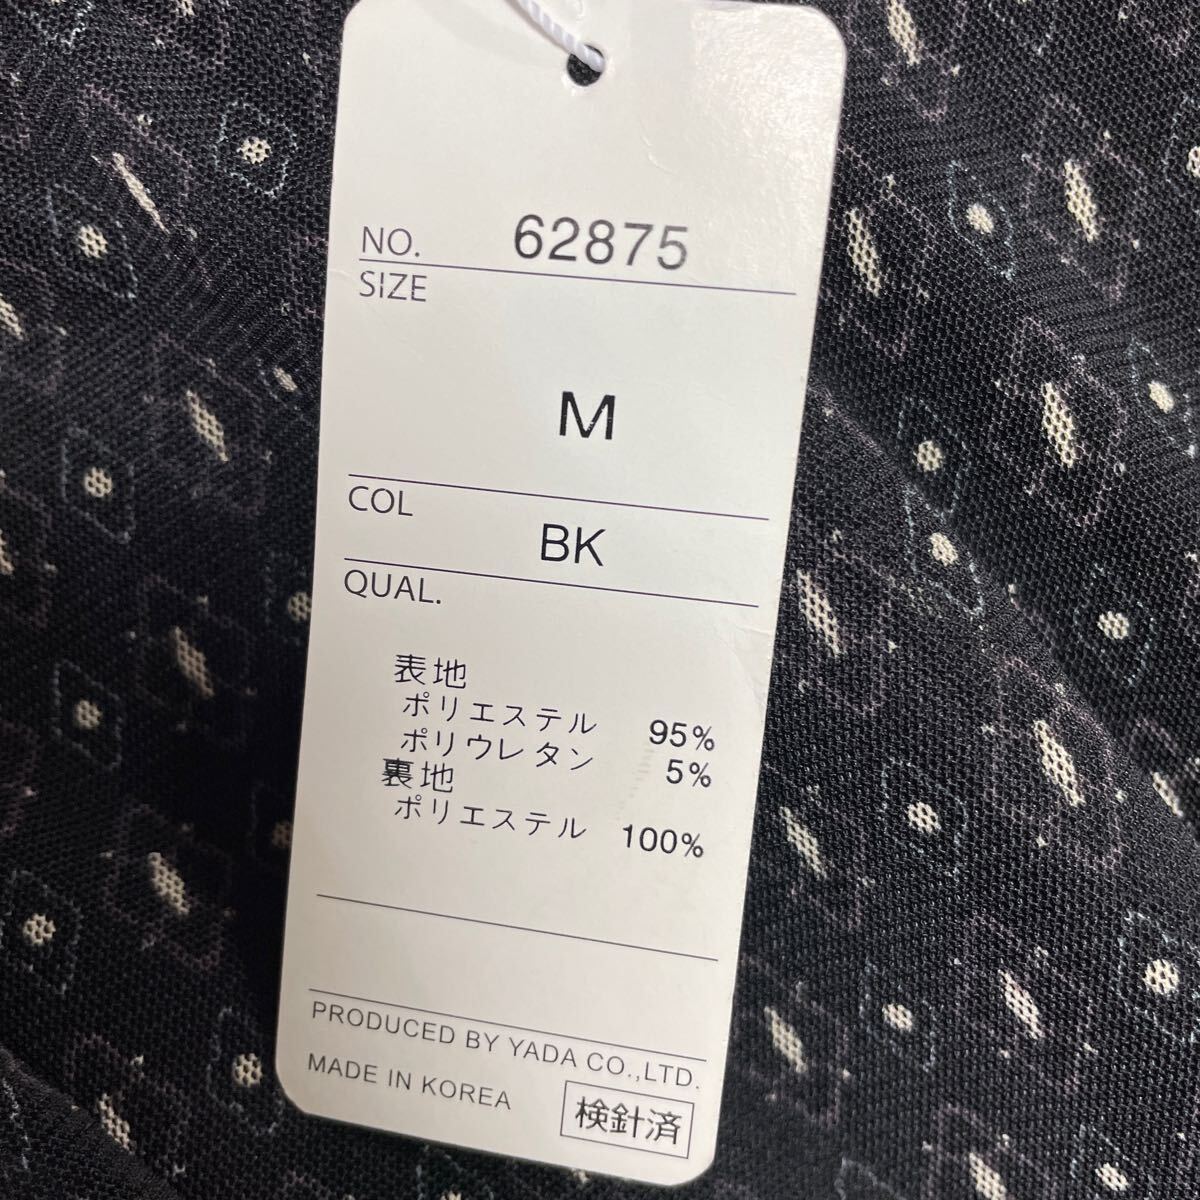 NO. 62875
SIZE
M
COL
BK
QUAL.
表地
ポリエステル 95%
ポリウレタン 5%
裏地
ポリエステル 100%
PRODUCED BY YADA CO.,LTD.
MADE IN KOREA
検針済